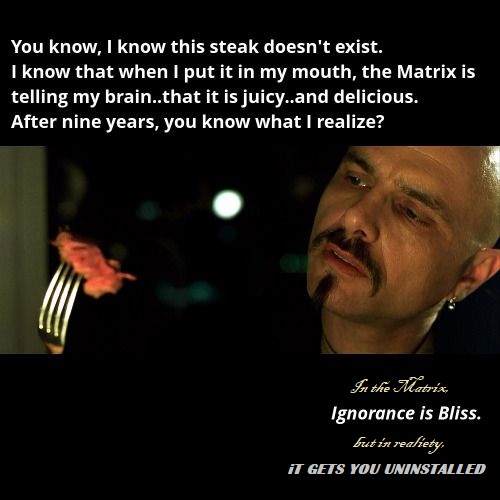 You know, I know this steak doesn't exist.
I know that when I put it in my mouth, the Matrix is
telling my brain..that it is juicy..and delicious.
After nine years, you know what I realize?
In the Matrix,
Ignorance is Bliss.
but in realiety,
iT GETS YOU UNINSTALLED